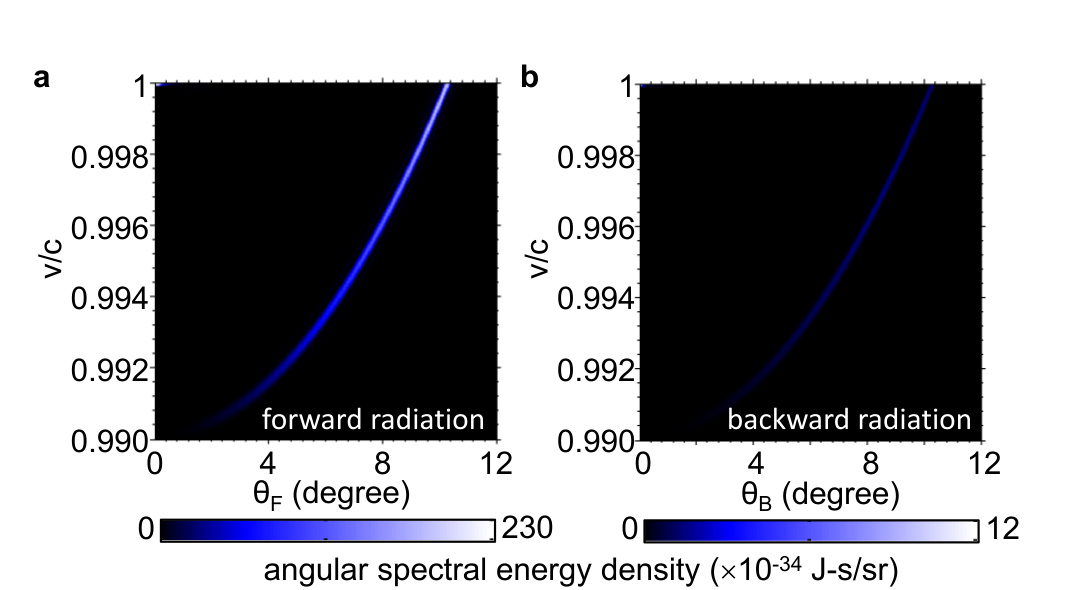 a
b
1
0.998
0.996
0.994
0.992
0.990
v/c
forward radiation
0 4 8 12
θF (degree)
0 230
1
0.998
0.996
0.994
0.992
0.990
v/c
backward radiation
0 4 8 12
θB (degree)
0 12
angular spectral energy density (×10-34 J-s/sr)